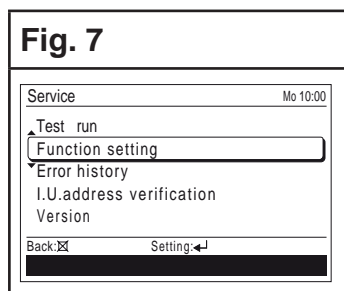 Fig. 7
Service Mo 10:00
Test run
Function setting
Error history
I.U.address verification
Version
Back: Setting: